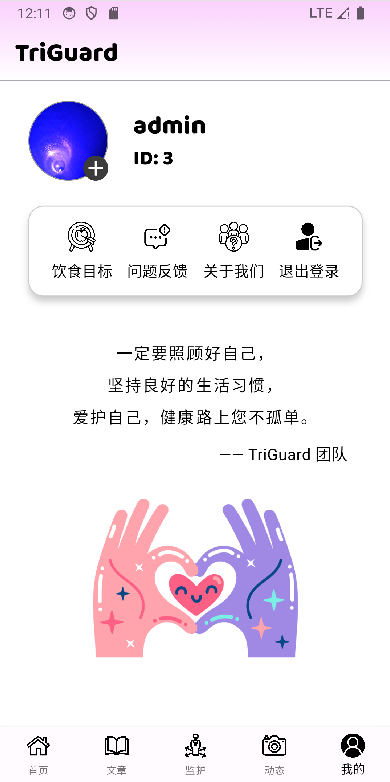 12:11
LTE
TriGuard
admin
ID: 3
饮食目标
问题反馈
关于我们
退出登录
一定要照顾好自己，
坚持良好的生活习惯，
爱护自己，健康路上您不孤单。
—— TriGuard 团队
首页
文章
监护
动态
我的